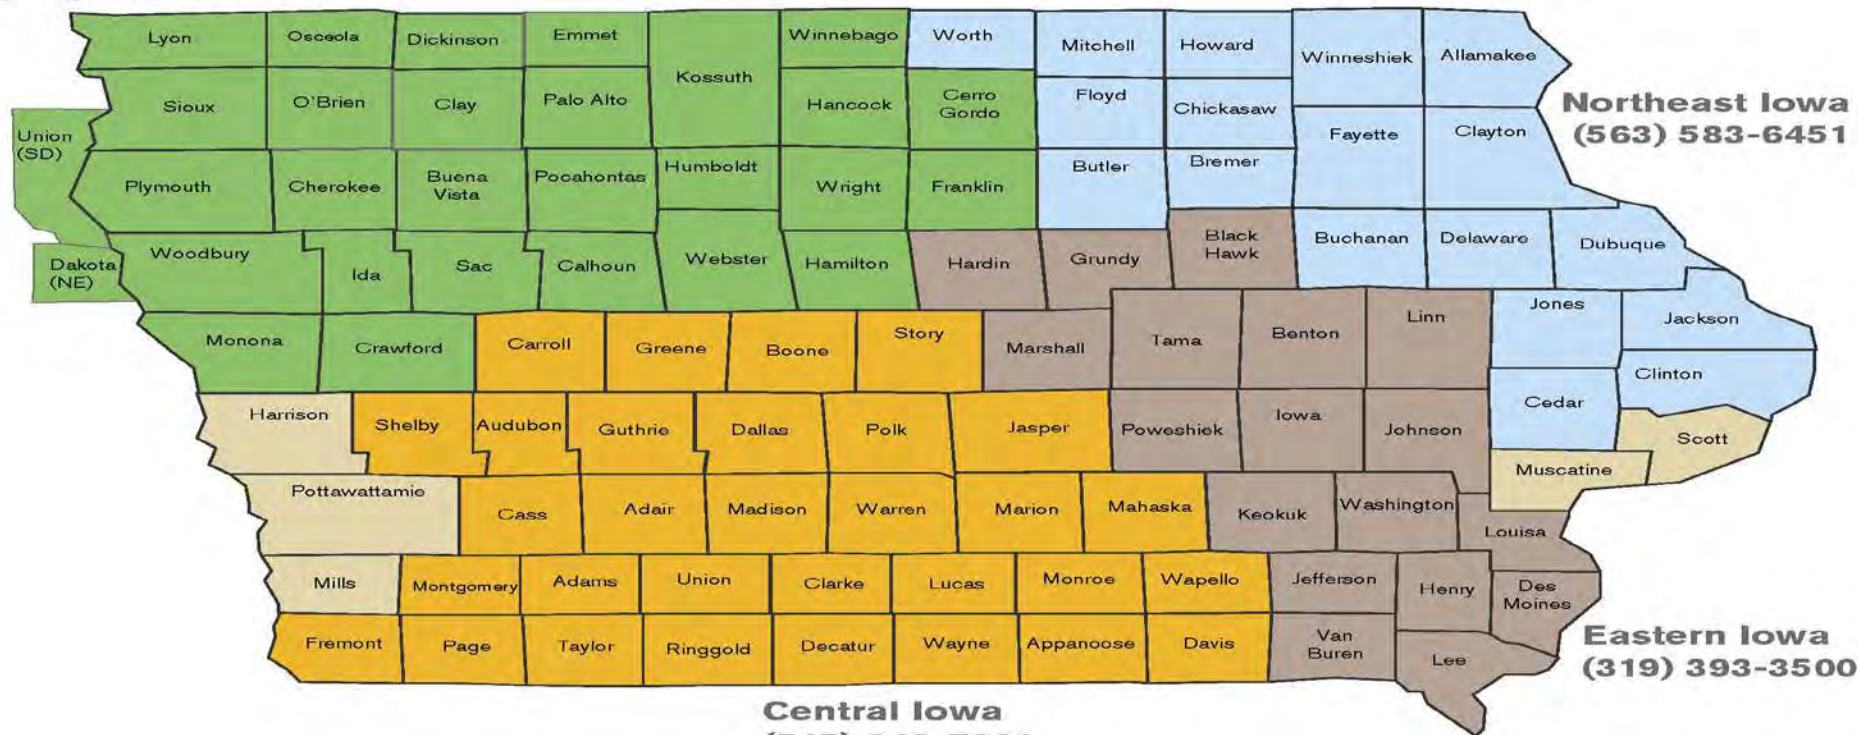 Lyon
Osceola
Dickinson
Emmet
Kossuth
Winnebago
Worth
Mitchell
Howard
Winneshiek
Allamakee
Sioux
O'Brien
Clay
Palo Alto
Hancock
Cerro
Gordo
Floyd
Chickasaw
Fayette
Clayton
Northeast Iowa
(563) 583-6451
Union
(SD)
Plymouth
Cherokee
Buena
Vista
Pocahontas
Humboldt
Wright
Franklin
Butler
Bremer
Dakota
(NE)
Woodbury
Ida
Sac
Calhoun
Webster
Hamilton
Hardin
Grundy
Black
Hawk
Buchanan
Delaware
Dubuque
Monona
Crawford
Carroll
Greene
Boone
Story
Marshall
Tama
Benton
Linn
Jones
Jackson
Clinton
Harrison
Shelby
Audubon
Guthrie
Dallas
Polk
Jasper
Poweshiek
Iowa
Johnson
Cedar
Scott
Muscatine
Pottawattamie
Cass
Adair
Madison
Warren
Marion
Mahaska
Keokuk
Washington
Louisa
Mills
Montgomery
Adams
Union
Clarke
Lucas
Monroe
Wapello
Jefferson
Henry
Des
Moines
Fremont
Page
Taylor
Ringgold
Decatur
Wayne
Appanoose
Davis
Van
Buren
Lee
Eastern Iowa
(319) 393-3500
Central Iowa